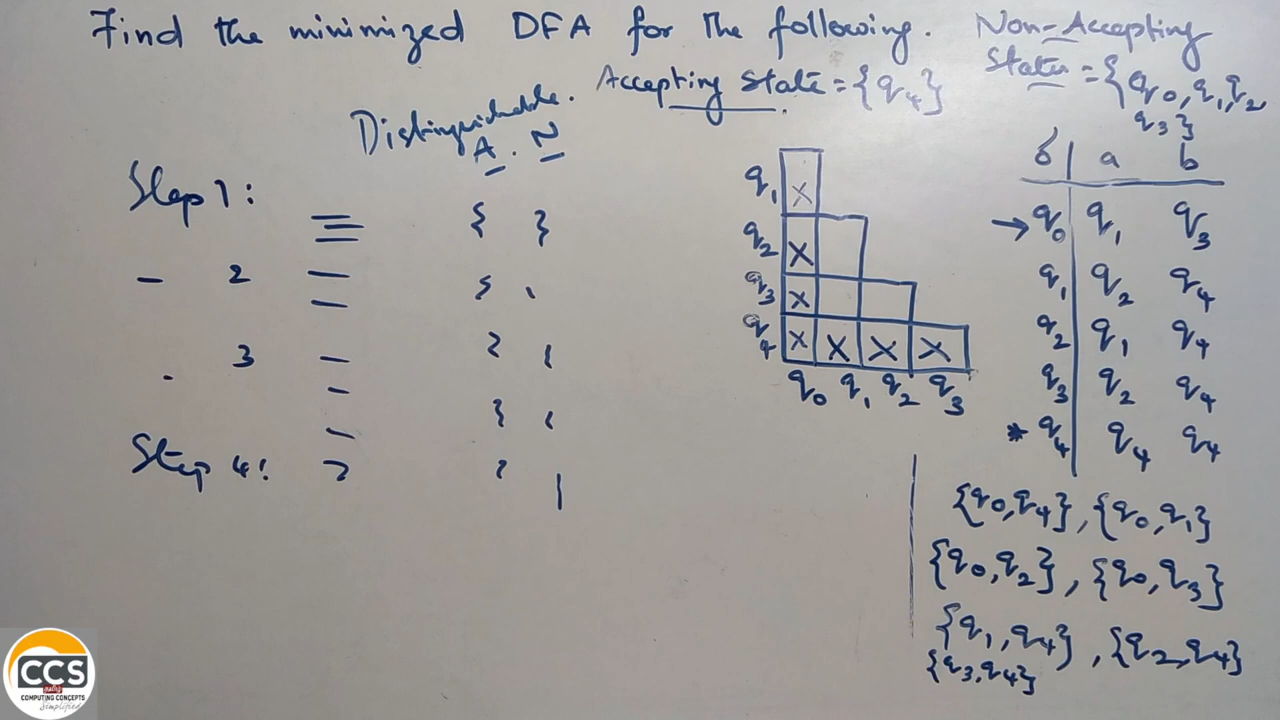 Find the minimized DFA for the following.
Non-Accepting
States = {q0, q1, q2
q3}
Accepting State = {q4}
Distinguishable.
A. N
Step 1:
{ }
- 2
3
Step 4:
q1 X
q2 X
q3 X
q4 X X X X
q0 q1 q2 q3
δ a b
→ q0 q1 q3
q1 q2 q4
q2 q1 q4
q3 q2 q4
* q4 q4 q4
{q0, q4}, {q0, q1}
{q0, q2}, {q0, q3}
{q1, q4}, {q2, q4}
{q3, q4}
CCS
COMPUTING CONCEPTS
Simplified